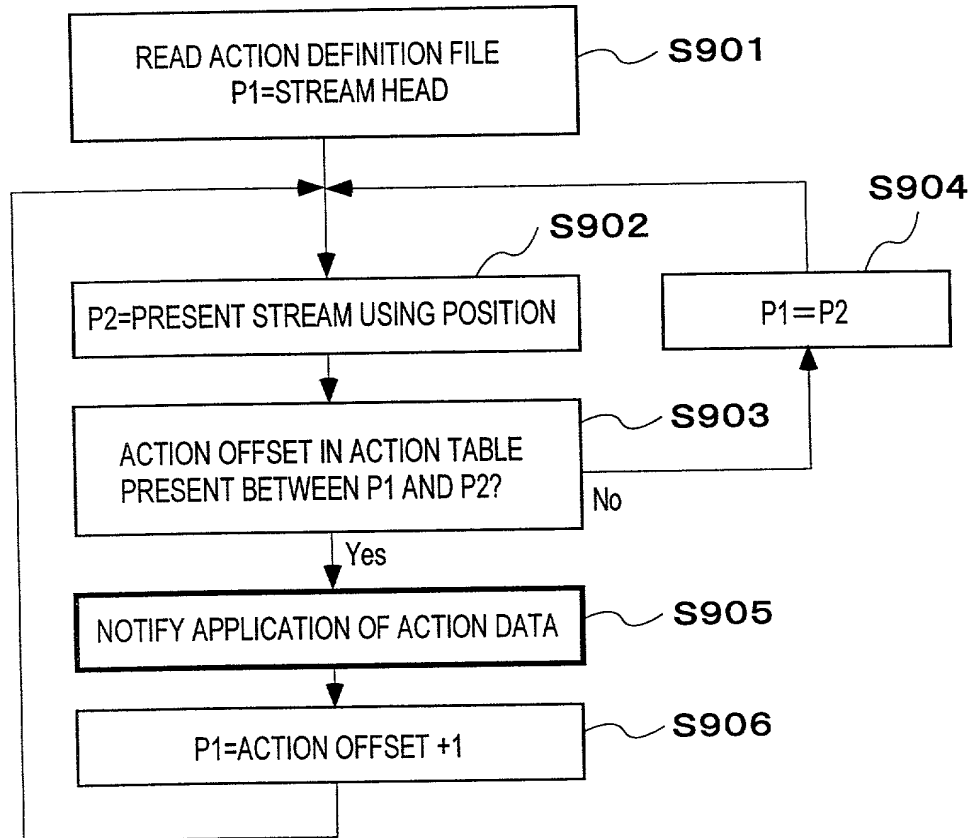 READ ACTION DEFINITION FILE
P1=STREAM HEAD
S901
S904
S902
P2=PRESENT STREAM USING POSITION
P1=P2
S903
ACTION OFFSET IN ACTION TABLE
PRESENT BETWEEN P1 AND P2?
No
Yes
NOTIFY APPLICATION OF ACTION DATA
S905
P1=ACTION OFFSET +1
S906